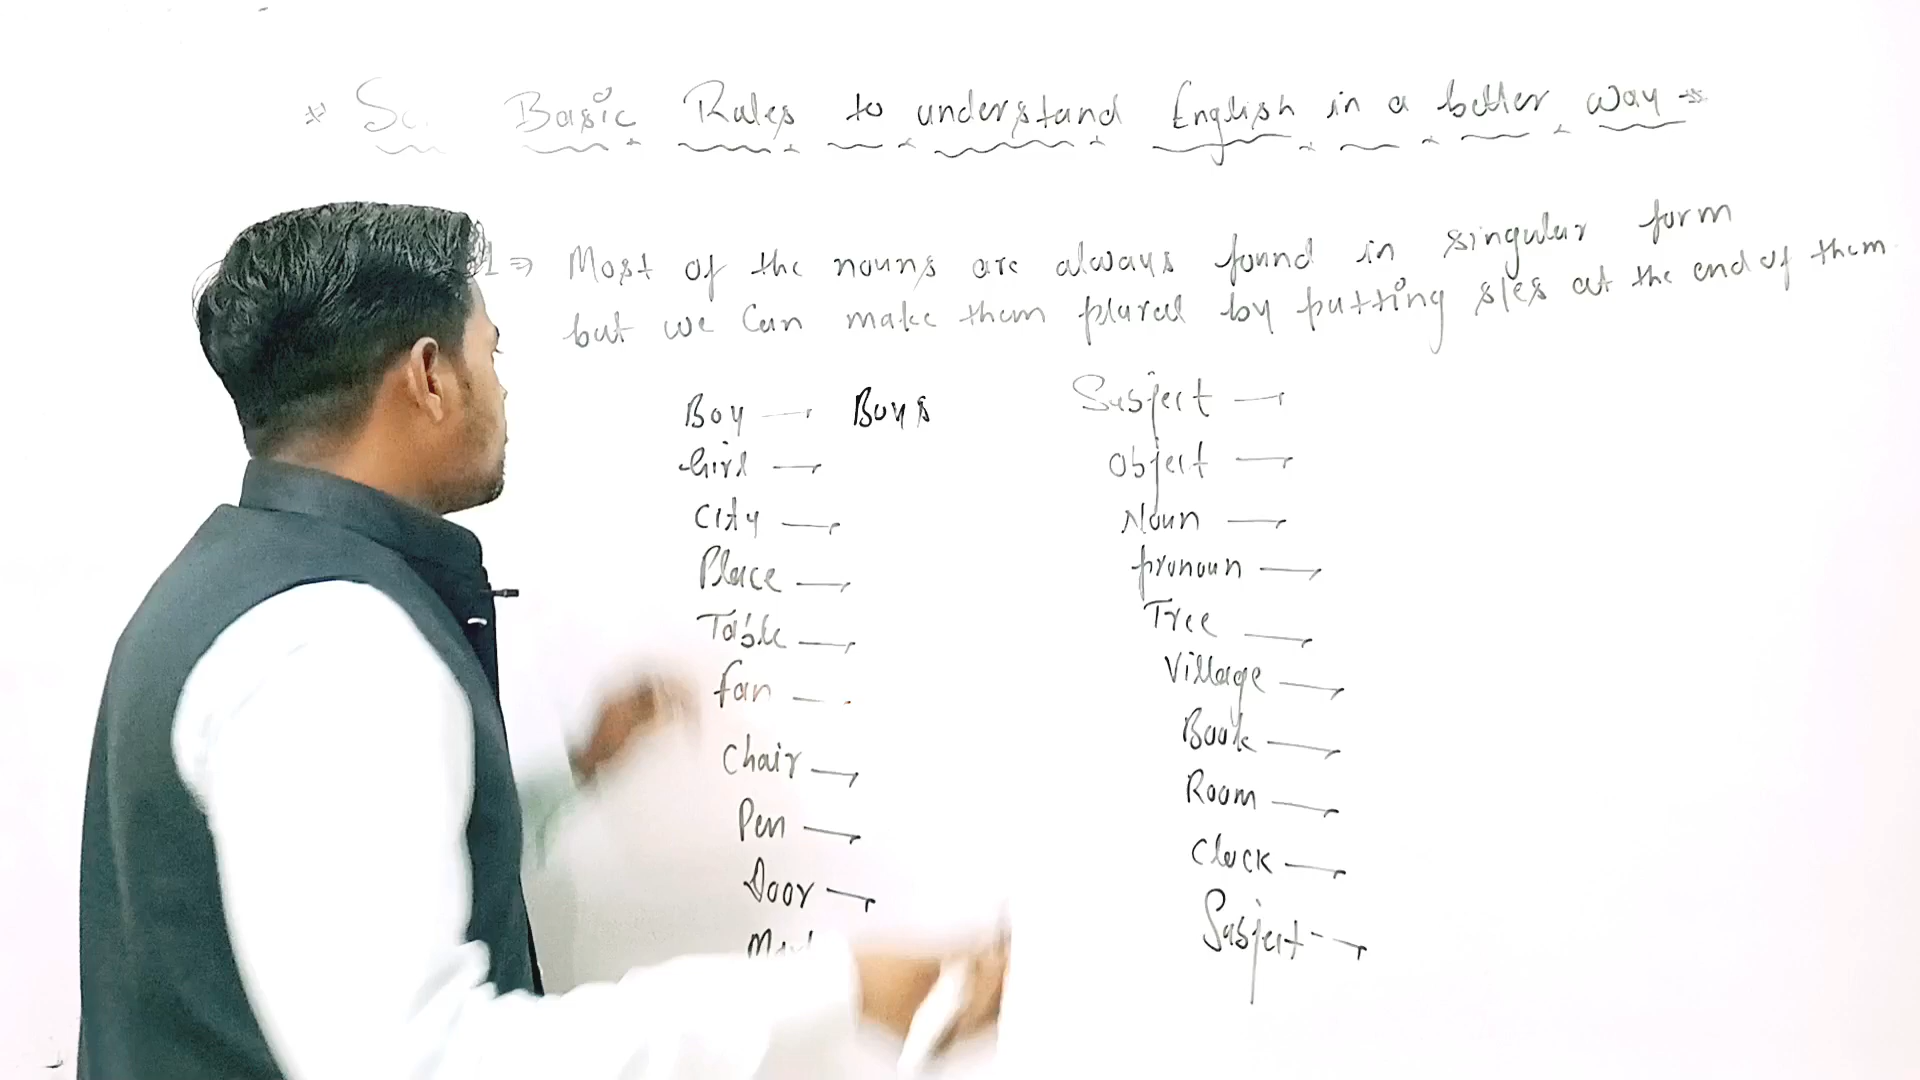 Basic Rules to understand English in a better way
1 ⇒ Most of the nouns are always found in singular form
but we can make them plural by putting s/es at the end of them
Boy → Boys
Girl →
City →
Place →
Table →
fan →
Chair →
Pen →
Door →
Subject →
Object →
Noun →
pronoun →
Tree →
Village →
Book →
Room →
Clock →
Subject →